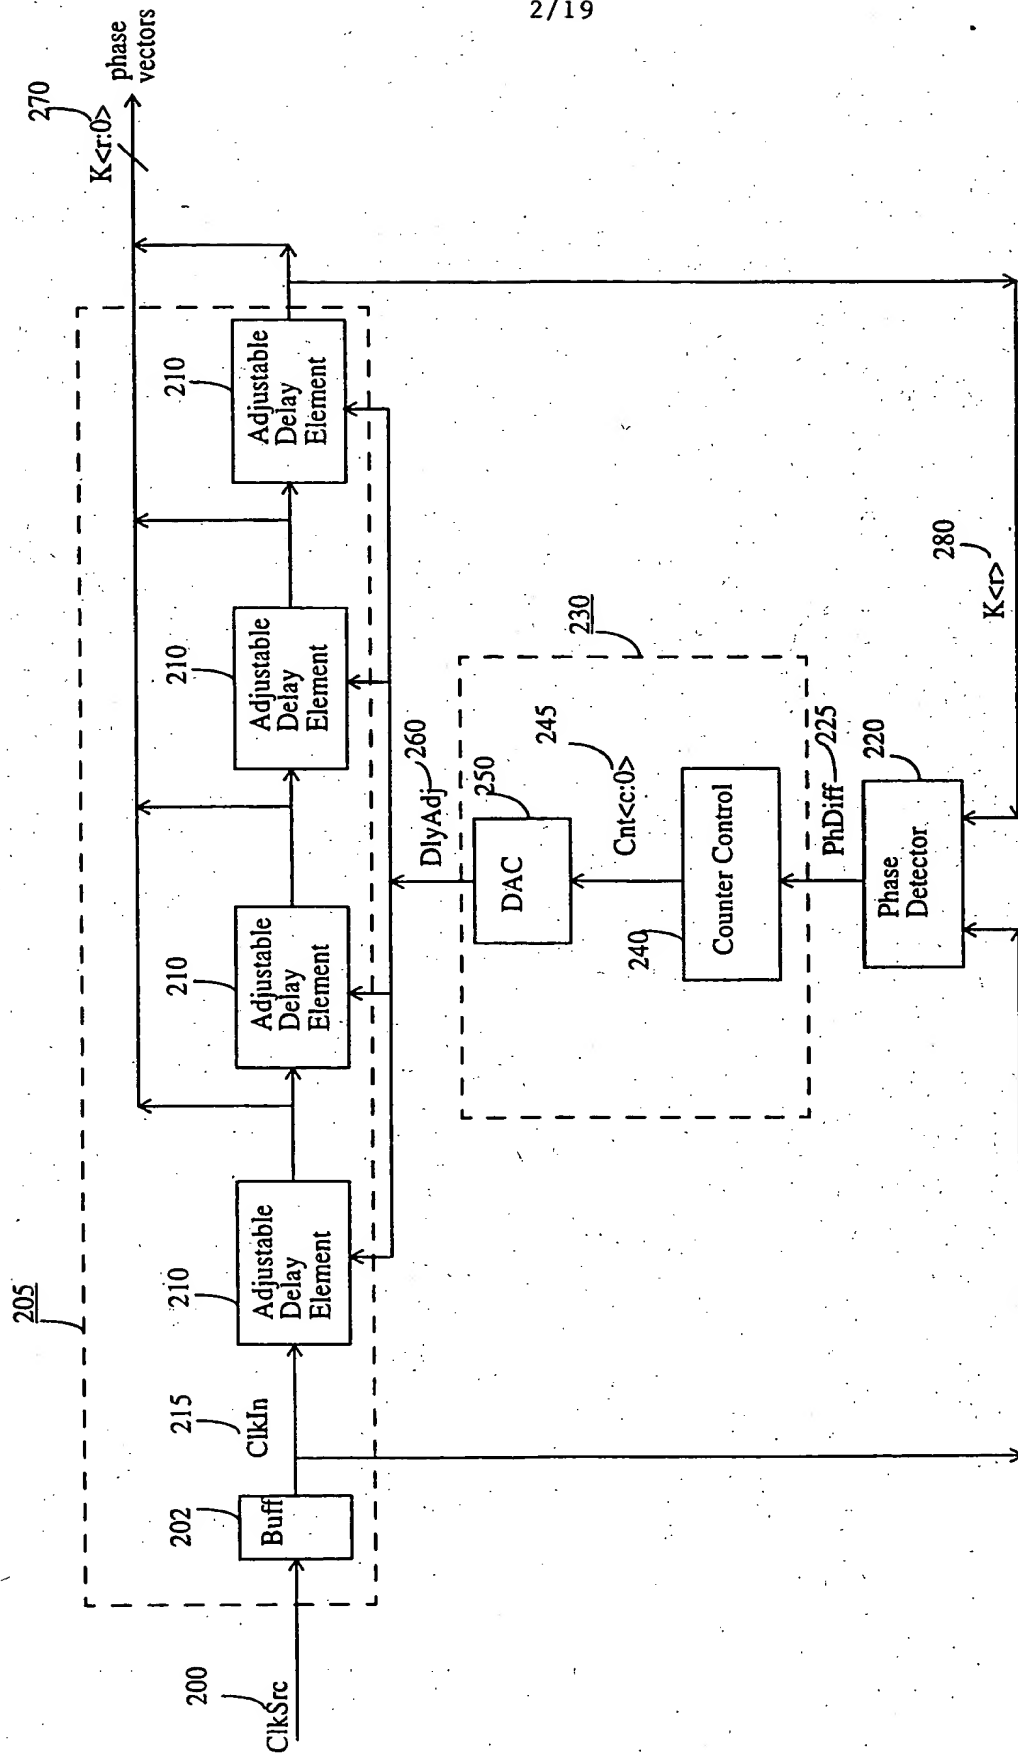 2/19
ClkSrc
200
202
Buff
215
ClkIn
205
210
Adjustable
Delay
Element
210
Adjustable
Delay
Element
210
Adjustable
Delay
Element
210
Adjustable
Delay
Element
270
K<r:0>
phase
vectors
DlyAdj
260
230
250
DAC
245
Cnt<c:0>
240
Counter Control
PhDiff
225
220
Phase
Detector
280
K<r>